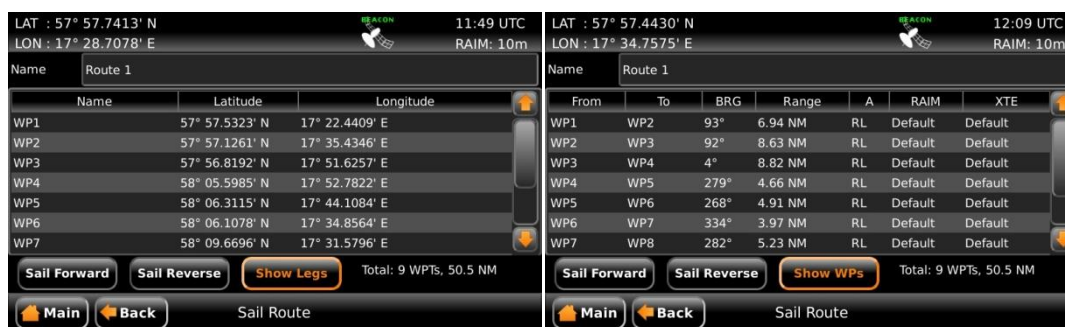 LAT : 57° 57.7413' N
BEACON
11:49 UTC
LON : 17° 28.7078' E
RAIM: 10m
Name Route 1
Name Latitude Longitude
WP1 57° 57.5323' N 17° 22.4409' E
WP2 57° 57.1261' N 17° 35.4346' E
WP3 57° 56.8192' N 17° 51.6257' E
WP4 58° 05.5985' N 17° 52.7822' E
WP5 58° 06.3115' N 17° 44.1084' E
WP6 58° 06.1078' N 17° 34.8564' E
WP7 58° 09.6696' N 17° 31.5796' E
Sail Forward Sail Reverse Show Legs Total: 9 WPTs, 50.5 NM
Main Back Sail Route
LAT : 57° 57.4430' N
BEACON
12:09 UTC
LON : 17° 34.7575' E
RAIM: 10m
Name Route 1
From To BRG Range A RAIM XTE
WP1 WP2 93° 6.94 NM RL Default Default
WP2 WP3 92° 8.63 NM RL Default Default
WP3 WP4 4° 8.82 NM RL Default Default
WP4 WP5 279° 4.66 NM RL Default Default
WP5 WP6 268° 4.91 NM RL Default Default
WP6 WP7 334° 3.97 NM RL Default Default
WP7 WP8 282° 5.23 NM RL Default Default
Sail Forward Sail Reverse Show WPs Total: 9 WPTs, 50.5 NM
Main Back Sail Route